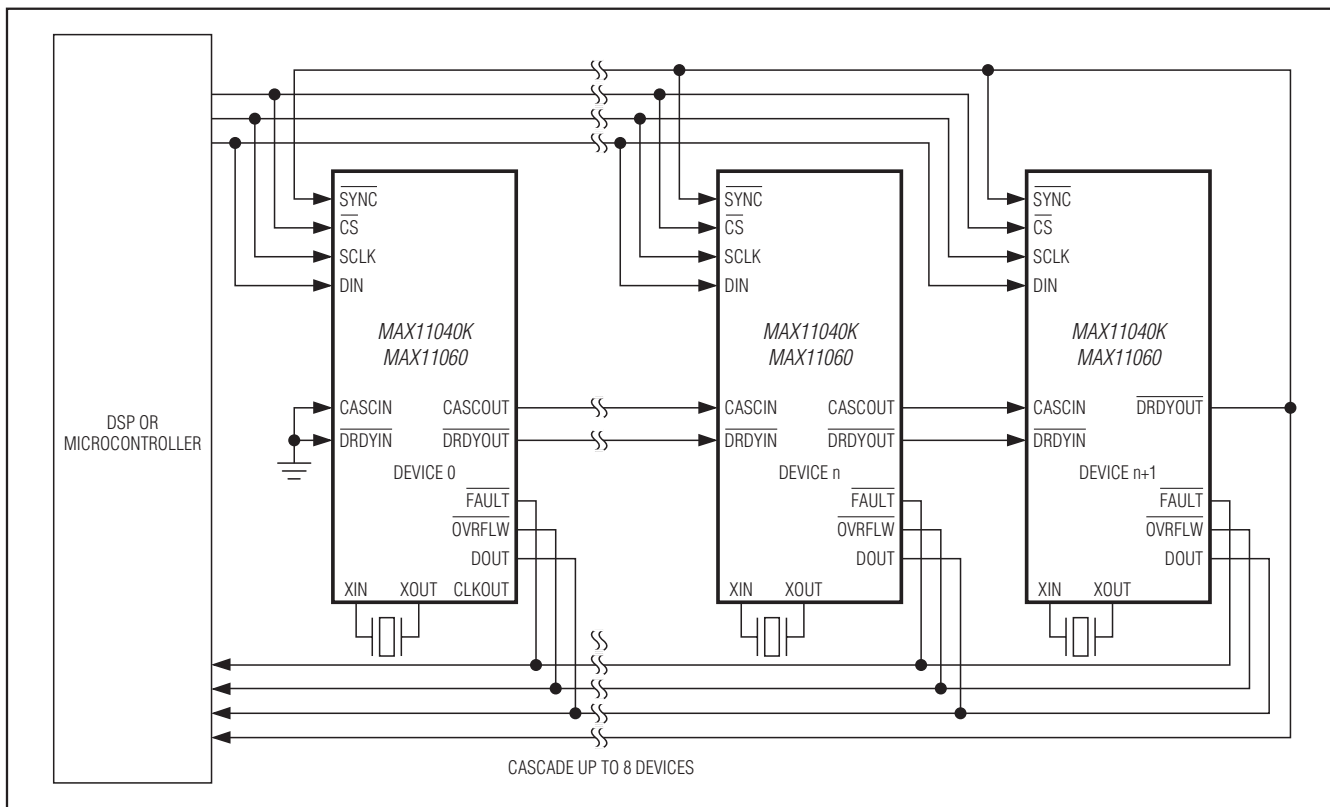 DSP OR
MICROCONTROLLER
SYNC
CS
SCLK
DIN
MAX11040K
MAX11060
CASCIN
CASCOUT
DRDYIN
DRDYOUT
DEVICE 0
FAULT
OVRFLW
DOUT
XIN
XOUT
CLKOUT
SYNC
CS
SCLK
DIN
MAX11040K
MAX11060
CASCIN
CASCOUT
DRDYIN
DRDYOUT
DEVICE n
FAULT
OVRFLW
DOUT
XIN
XOUT
SYNC
CS
SCLK
DIN
MAX11040K
MAX11060
CASCIN
DRDYOUT
DRDYIN
DEVICE n+1
FAULT
OVRFLW
DOUT
XIN
XOUT
CASCADE UP TO 8 DEVICES